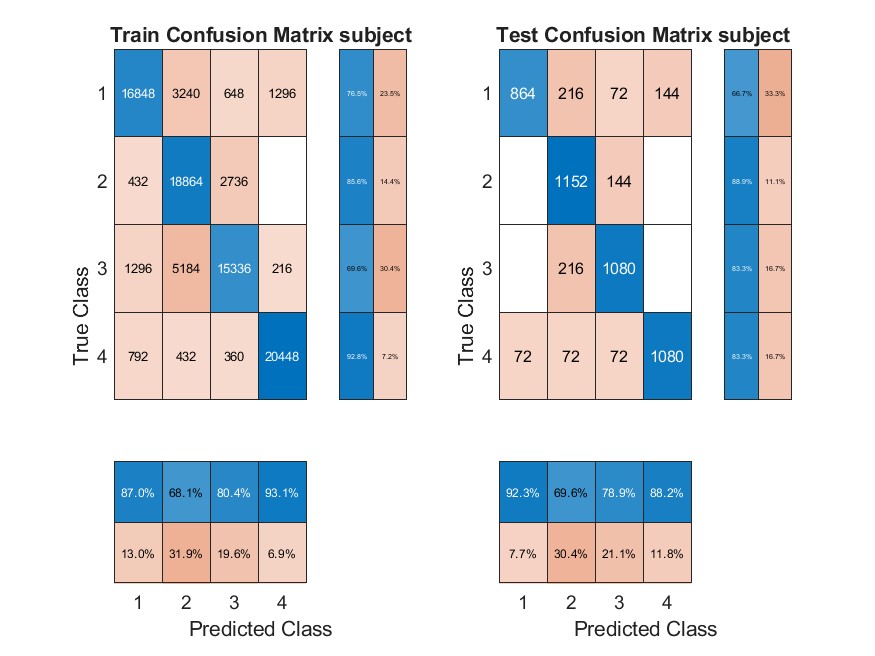 Train Confusion Matrix subject
1 16848 3240 648 1296 76.5% 23.5%
2 432 18864 2736 85.6% 14.4%
3 1296 5184 15336 216 69.6% 30.4%
4 792 432 360 20448 92.8% 7.2%
True Class
87.0% 68.1% 80.4% 93.1%
13.0% 31.9% 19.6% 6.9%
1 2 3 4
Predicted Class
Test Confusion Matrix subject
1 864 216 72 144 66.7% 33.3%
2 1152 144 88.9% 11.1%
3 216 1080 83.3% 16.7%
4 72 72 72 1080 83.3% 16.7%
True Class
92.3% 69.6% 78.9% 88.2%
7.7% 30.4% 21.1% 11.8%
1 2 3 4
Predicted Class